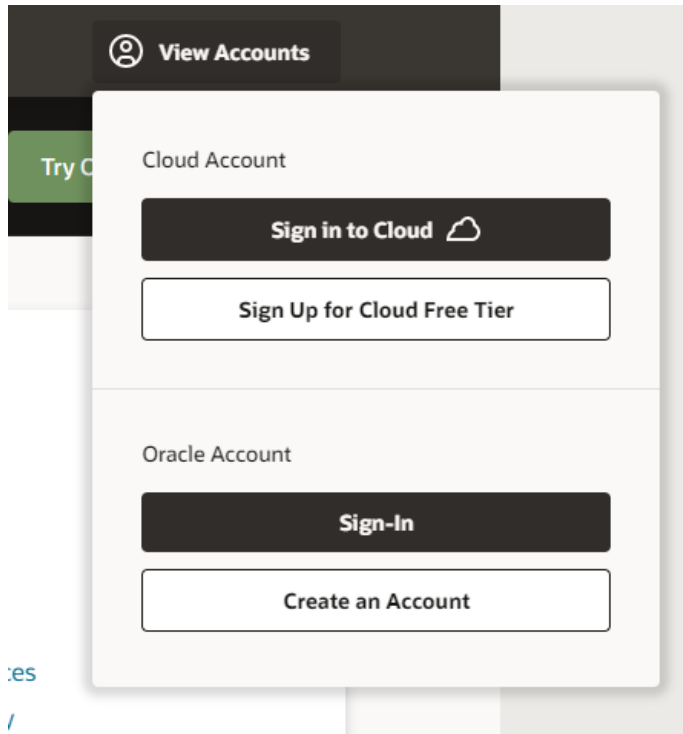 View Accounts
Try
Cloud Account
Sign in to Cloud
Sign Up for Cloud Free Tier
Oracle Account
Sign-In
Create an Account